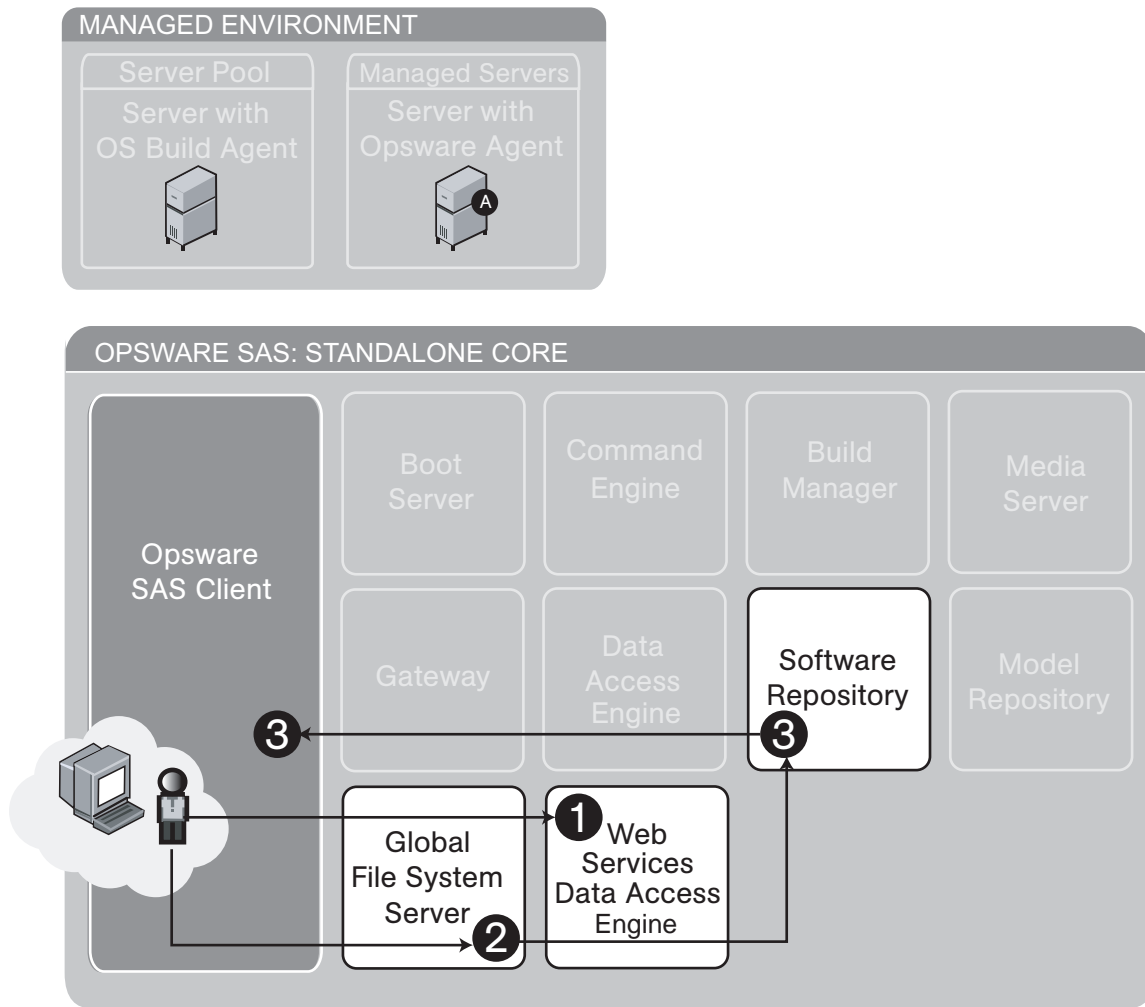 MANAGED ENVIRONMENT
Server Pool
Server with
OS Build Agent
Managed Servers
Server with
Opsware Agent
A
OPSWARE SAS: STANDALONE CORE
Opsware
SAS Client
Boot
Server
Command
Engine
Build
Manager
Media
Server
Gateway
Data
Access
Engine
Software
Repository
Model
Repository
3
3
Global
File System
Server
2
1
Web
Services
Data Access
Engine